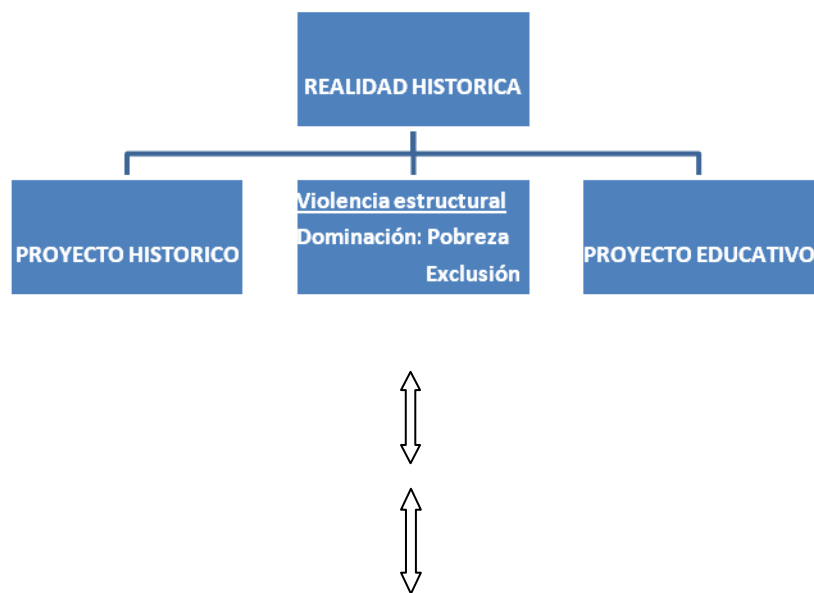 REALIDAD HISTORICA
PROYECTO HISTORICO
Violencia estructural
Dominación: Pobreza
Exclusión
PROYECTO EDUCATIVO